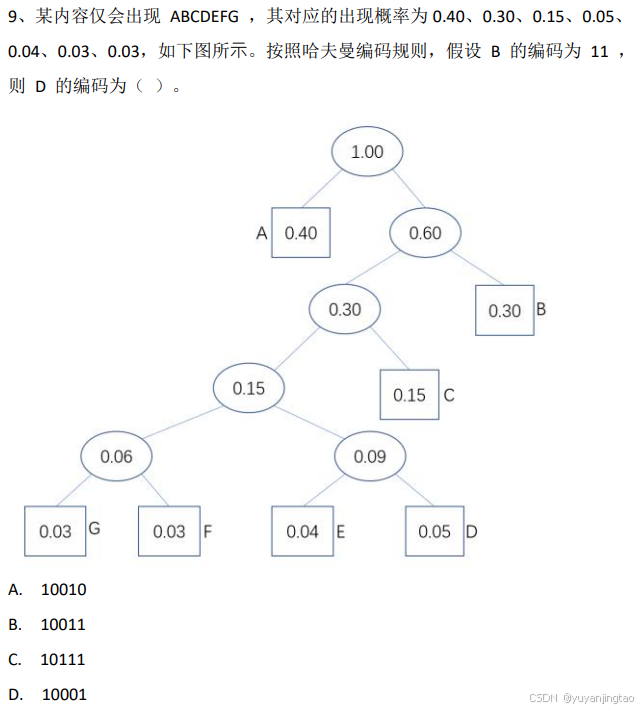 9、某内容仅会出现 ABCDEFG ，其对应的出现概率为 0.40、0.30、0.15、0.05、
0.04、0.03、0.03，如下图所示。按照哈夫曼编码规则，假设 B 的编码为 11 ，
则 D 的编码为（ ）。
1.00
A 0.40 0.60
0.30 0.30 B
0.15 0.15 C
0.06 0.09
0.03 G 0.03 F 0.04 E 0.05 D
A. 10010
B. 10011
C. 10111
D. 10001
CSDN @yuyanjingtao